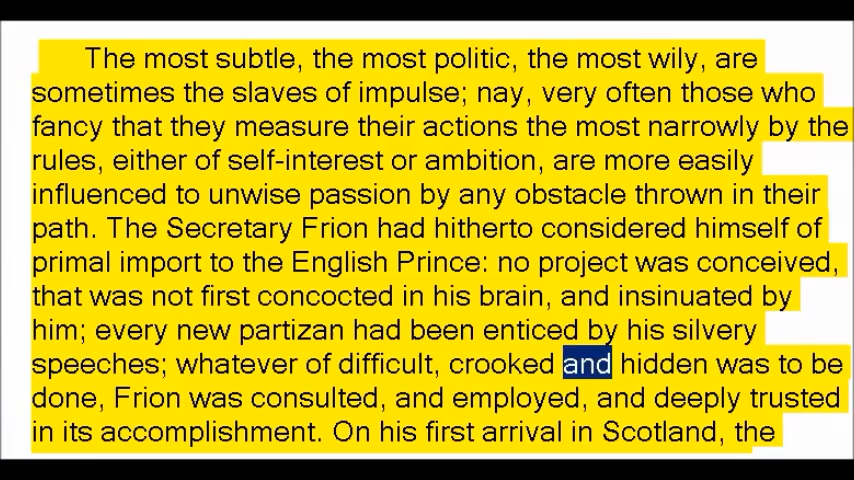 The most subtle, the most politic, the most wily, are
sometimes the slaves of impulse; nay, very often those who
fancy that they measure their actions the most narrowly by the
rules, either of self-interest or ambition, are more easily
influenced to unwise passion by any obstacle thrown in their
path. The Secretary Frion had hitherto considered himself of
primal import to the English Prince: no project was conceived,
that was not first concocted in his brain, and insinuated by
him; every new partizan had been enticed by his silvery
speeches; whatever of difficult, crooked and hidden was to be
done, Frion was consulted, and employed, and deeply trusted
in its accomplishment. On his first arrival in Scotland, the